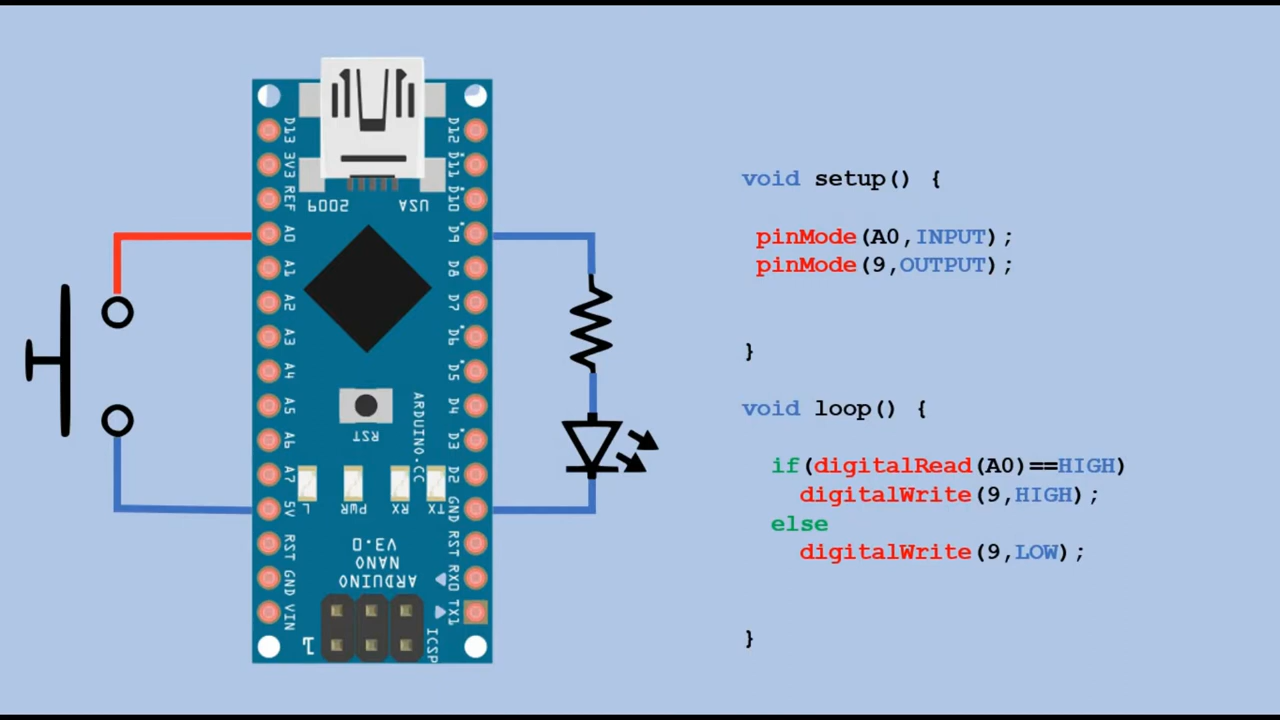 D13
3V3
REF
A0
A1
A2
A3
A4
A5
A6
A7
5V
RST
GND
VIN
D12
D11
D10
D9
D8
D7
D6
D5
D4
D3
D2
GND
RST
RX0
TX1
2009
USA
RST
ARDUINO.CC
L
PWR
RX
TX
V3.0
NANO
ARDUINO
1
ICSP
void setup() {
pinMode(A0,INPUT);
pinMode(9,OUTPUT);
}
void loop() {
if(digitalRead(A0)==HIGH)
digitalWrite(9,HIGH);
else
digitalWrite(9,LOW);
}